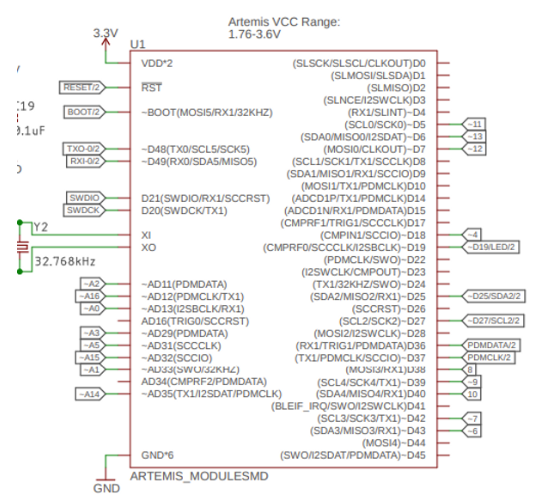 Artemis VCC Range:
1.76-3.6V
3.3V
U1
VDD*2
RST
~BOOT(MOSI5/RX1/32KHZ)
~D48(TX0/SCL5/SCK5)
~D49(RX0/SDA5/MISO5)
D21(SWDIO/RX1/SCCRST)
D20(SWDCK/TX1)
XI
XO
~AD11(PDMDATA)
~AD12(PDMCLK/TX1)
~AD13(I2SBCLK/RX1)
AD16(TRIG0/SCCRST)
~AD29(PDMDATA)
~AD31(SCCCLK)
~AD32(SCCIO)
~AD33(SWO/32KHZ)
AD34(CMPRF2/PDMDATA)
~AD35(TX1/I2SDAT/PDMCLK)
GND*6
(SLSCK/SLSCL/CLKOUT)D0
(SLMOSI/SLSDA)D1
(SLMISO)D2
(SLNCE/I2SWCLK)D3
(RX1/SLINT)~D4
(SCL0/SCK0)~D5
(SDA0/MISO0/I2SDAT)~D6
(MOSI0/CLKOUT)~D7
(SCL1/SCK1/TX1/SCCCLK)D8
(SDA1/MISO1/RX1/SCCIO)D9
(MOSI1/TX1/PDMCLK)D10
(ADCD1P/TX1/PDMCLK)D14
(ADCD1N/RX1/PDMDATA)D15
(CMPRF1/TRIG1/SCCCLK)D17
(CMPIN1/SCCIO)~D18
(CMPRF0/SCCCLK/I2SBCLK)~D19
(PDMCLK/SWO)~D22
(I2SWCLK/CMPOUT)~D23
(TX1/32KHZ/SWO)~D24
(SDA2/MISO2/RX1)~D25
(SCCRST)~D26
(SCL2/SCK2)~D27
(MOSI2/I2SWCLK)~D28
(RX1/TRIG1/PDMCLK/PDMDATA)D36
(TX1/PDMCLK/SCCIO)~D37
(MOSI3/RX1)D38
(SCL4/SCK4/TX1)~D39
(SDA4/MISO4/RX1)~D40
(BLEIF_IRQ/SWO/I2SWCLK)D41
(SCL3/SCK3/TX1)~D42
(SDA3/MISO3/RX1)~D43
(MOSI4)~D44
(SWO/I2SDAT/PDMDATA)~D45
RESET/2
BOOT/2
TXO-0/2
RXI-0/2
SWDIO
SWDCK
~A2
~A16
~A0
~A3
~A5
~A15
~A1
~A14
~11
~13
~12
~4
~D19/LED/2
~D25/SDA2/2
~D27/SCL2/2
PDMDATA/2
PDMCLK/2
8
~9
10
~7
~6
Y2
32.768kHz
GND
ARTEMIS_MODULESMD